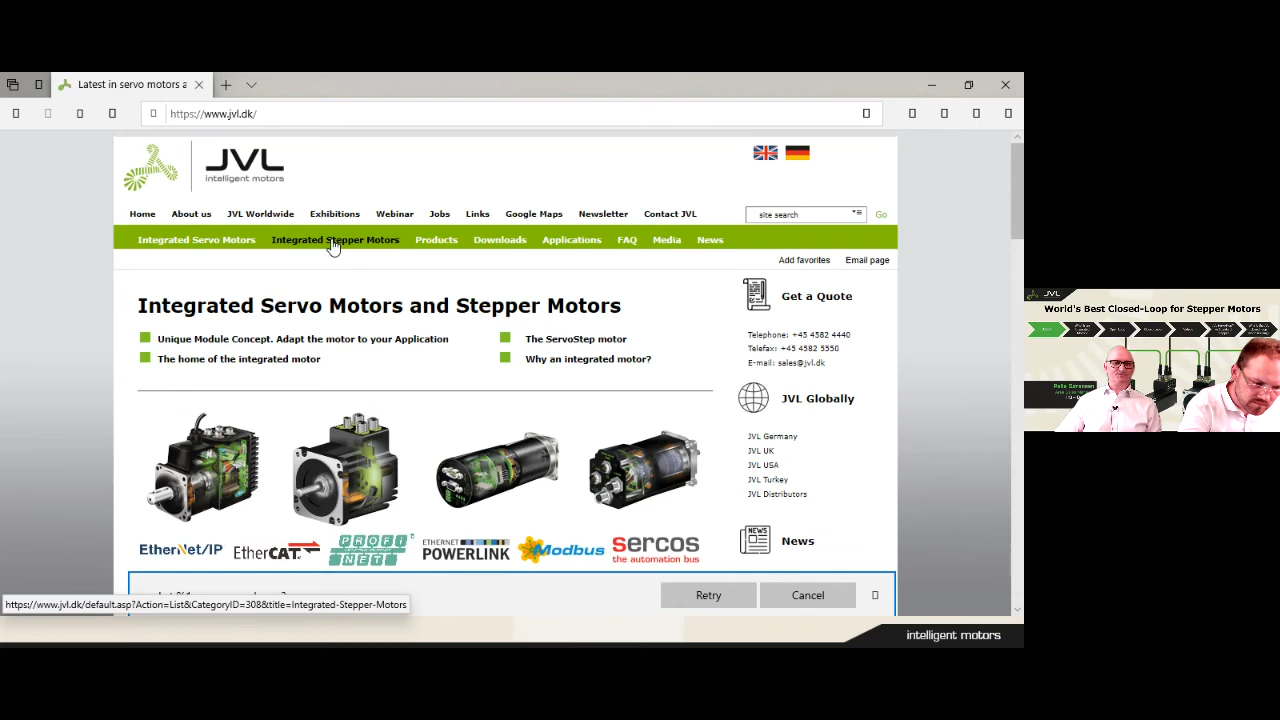 Latest in servo motors a
https://www.jvl.dk/
JVL
intelligent motors
Home About us JVL Worldwide Exhibitions Webinar Jobs Links Google Maps Newsletter Contact JVL
site search Go
Integrated Servo Motors Integrated Stepper Motors Products Downloads Applications FAQ Media News
Add favorites Email page
Integrated Servo Motors and Stepper Motors
Unique Module Concept. Adapt the motor to your Application
The ServoStep motor
The home of the integrated motor
Why an integrated motor?
Get a Quote
Telephone: +45 4582 4440
Telefax: +45 4582 5550
E-mail: sales@jvl.dk
JVL Globally
JVL Germany
JVL UK
JVL USA
JVL Turkey
JVL Distributors
NEWS
News
EtherNet/IP
EtherCAT
PROFI
NET
ETHERNET
POWERLINK
Modbus
sercos
the automation bus
Retry Cancel
https://www.jvl.dk/default.asp?Action=List&CategoryID=308&title=Integrated-Stepper-Motors
intelligent motors
JVL
World's Best Closed-Loop for Stepper Motors